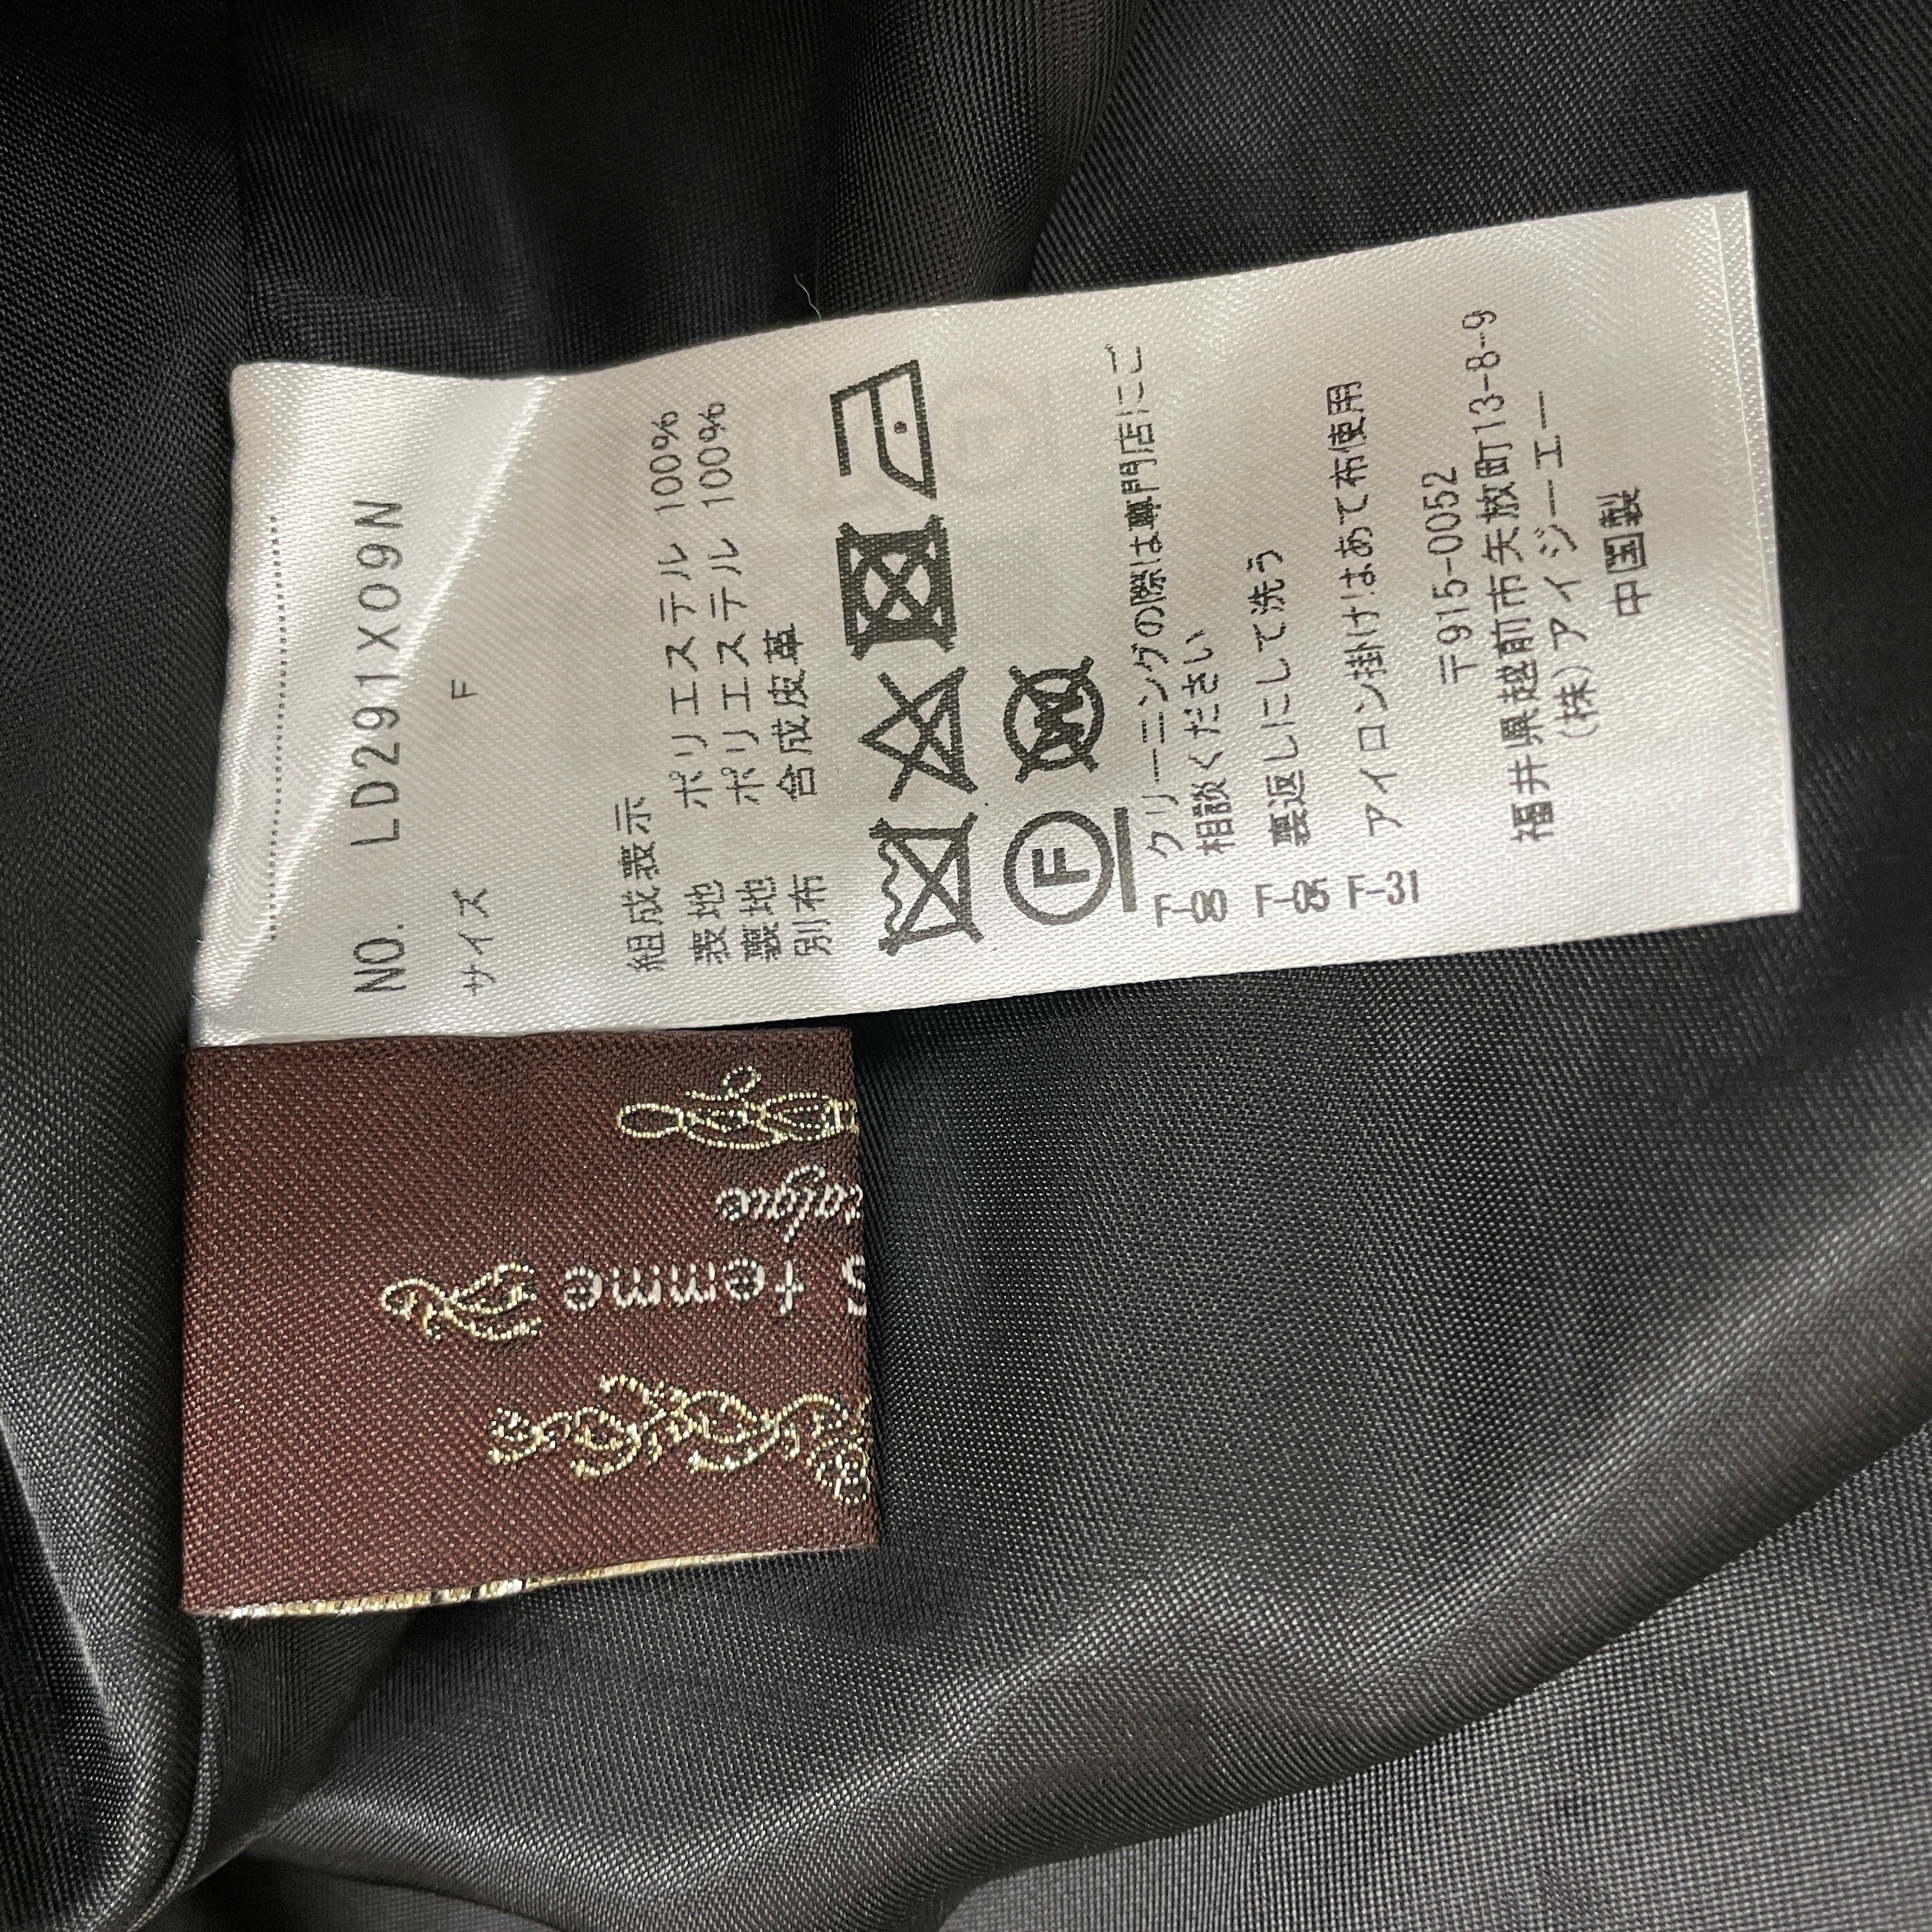 NO. LD291X09N
サイズ F
組成表示
表地 ポリエステル 100%
裏地 ポリエステル 100%
別布 合成皮革
F
W
クリーニングの際は専門店にご
相談ください
裏返しにして洗う
F-31 アイロン掛けはあて布使用
〒915-0052
福井県越前市矢放町13-8-9
(株)アイジーエー
中国製
talgie
s femme